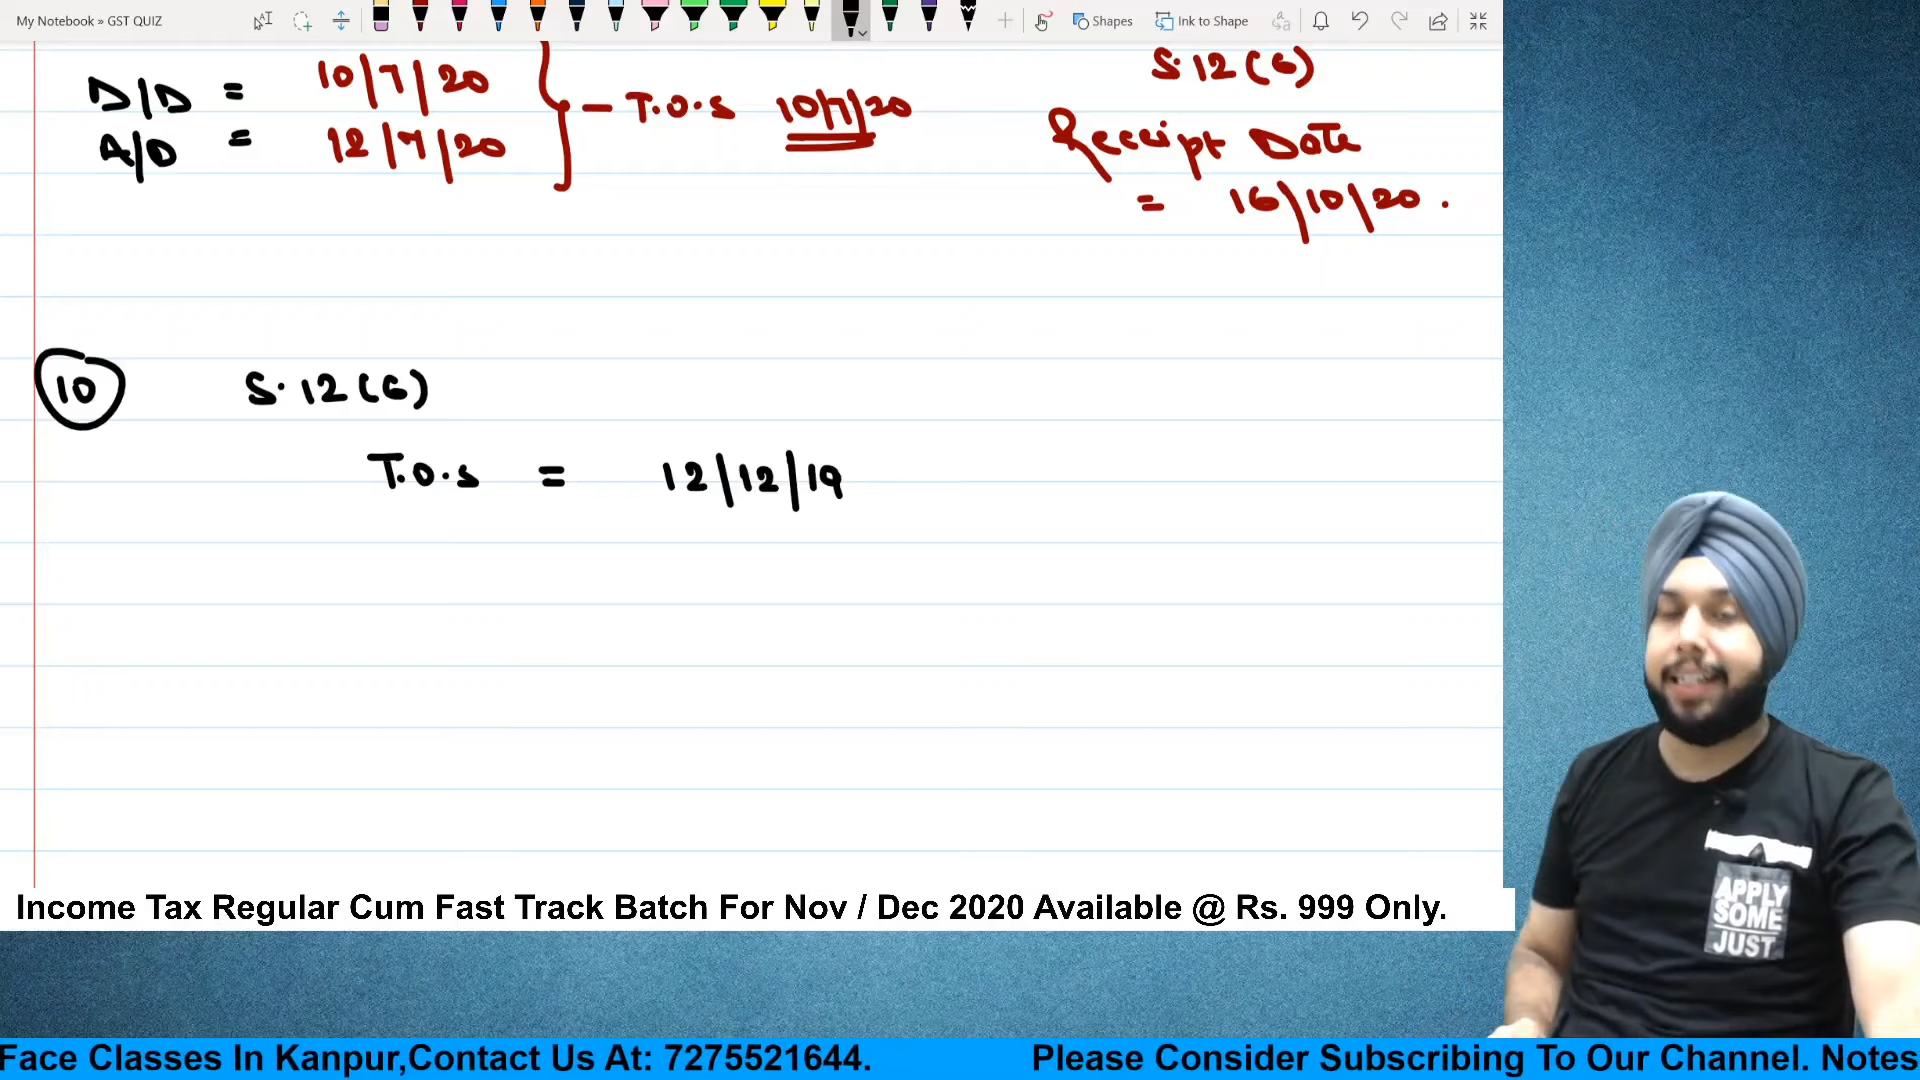 My Notebook » GST QUIZ
Shapes
Ink to Shape
D/D = 10/7/20
A/D = 12/7/20
- T.O.S 10/7/20
S.12(6)
Receipt Date
= 16/10/20.
10 S.12(6)
T.O.S = 12/12/19
APPLY
SOME
JUST
Income Tax Regular Cum Fast Track Batch For Nov / Dec 2020 Available @ Rs. 999 Only.
Face Classes In Kanpur,Contact Us At: 7275521644. Please Consider Subscribing To Our Channel. Notes